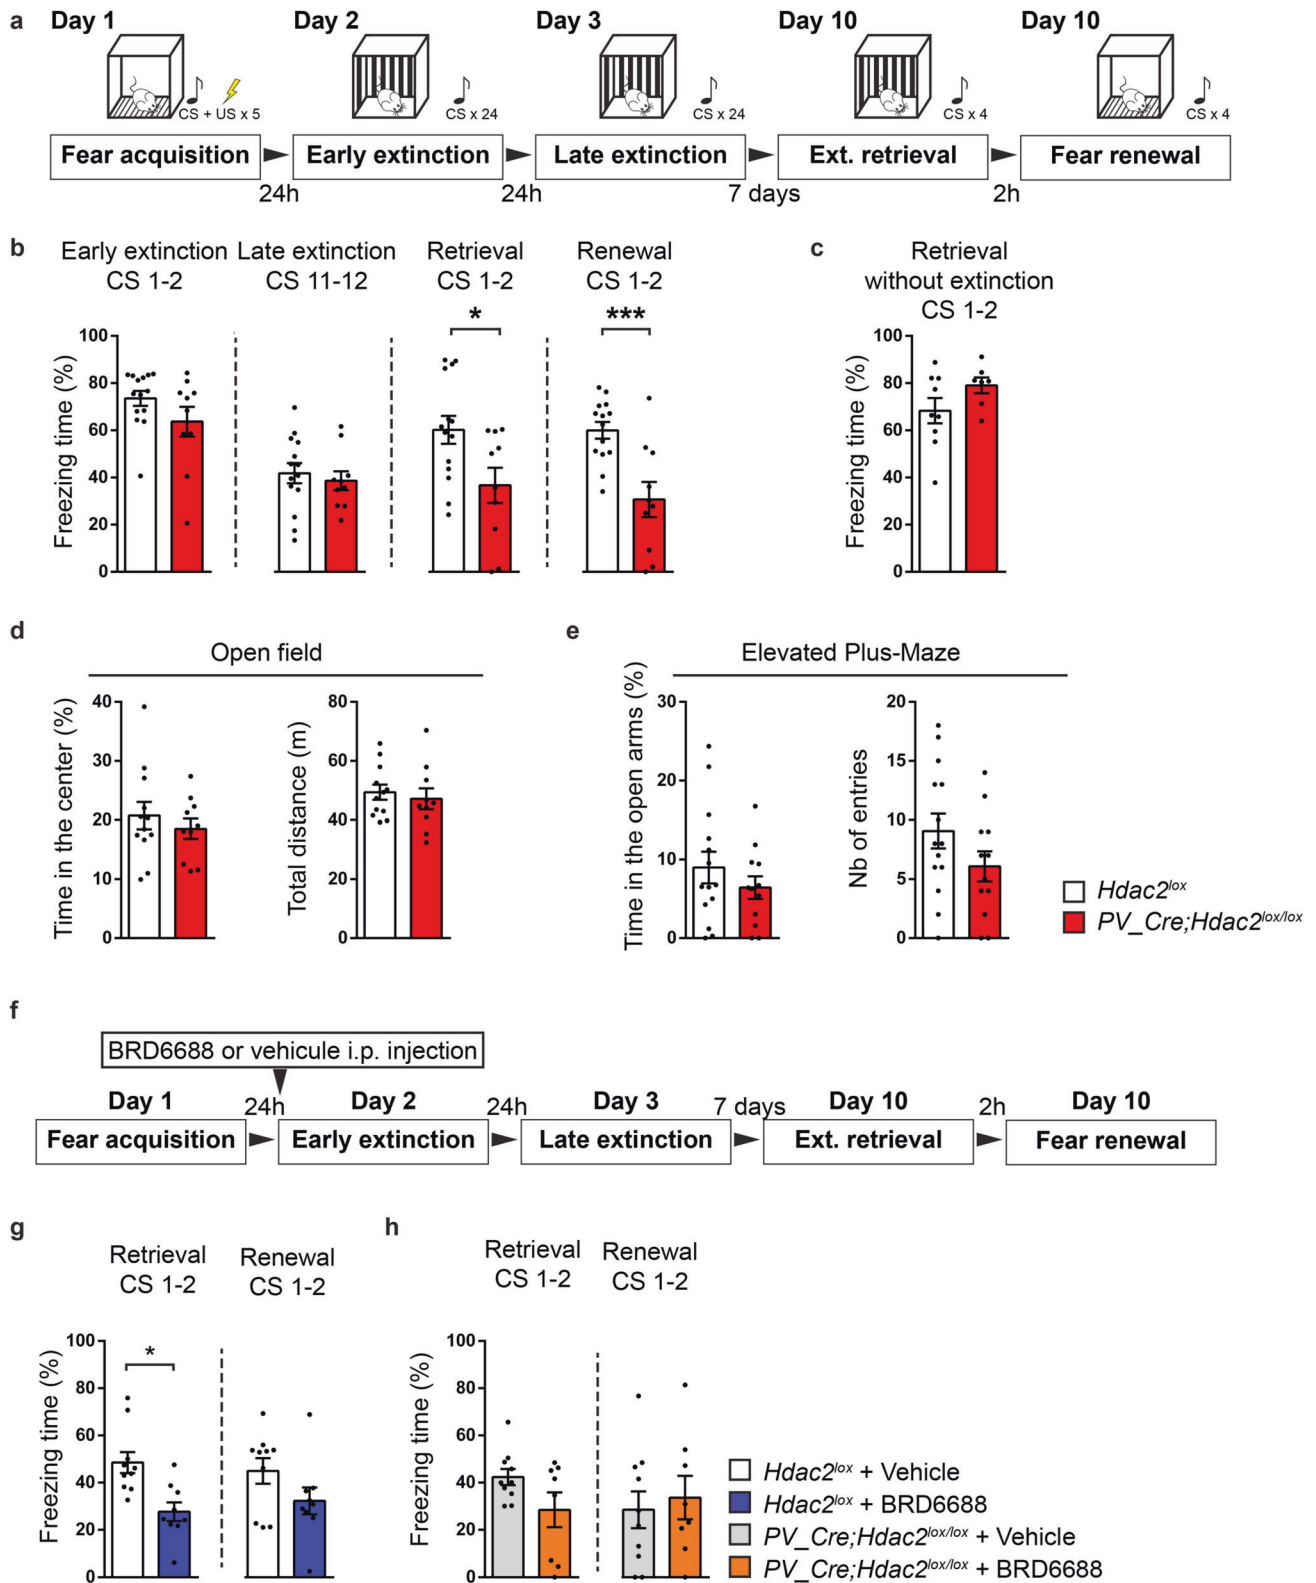 a
Day 1 Day 2 Day 3 Day 10 Day 10
CS + US x 5 CS x 24 CS x 24 CS x 4 CS x 4
Fear acquisition Early extinction Late extinction Ext. retrieval Fear renewal
24h 24h 7 days 2h
b
Early extinction Late extinction Retrieval Renewal
CS 1-2 CS 11-12 CS 1-2 CS 1-2
* ***
Freezing time (%)
100
80
60
40
20
0
c
Retrieval
without extinction
CS 1-2
Freezing time (%)
100
80
60
40
20
0
d
Open field
Time in the center (%)
40
30
20
10
0
Total distance (m)
80
60
40
20
0
e
Elevated Plus-Maze
Time in the open arms (%)
30
20
10
0
Nb of entries
20
15
10
5
0
Hdac2lox
PV_Cre;Hdac2lox/lox
f
BRD6688 or vehicule i.p. injection
Day 1 24h Day 2 24h Day 3 7 days Day 10 2h Day 10
Fear acquisition Early extinction Late extinction Ext. retrieval Fear renewal
g
Retrieval Renewal
CS 1-2 CS 1-2
*
Freezing time (%)
100
80
60
40
20
0
h
Retrieval Renewal
CS 1-2 CS 1-2
Freezing time (%)
100
80
60
40
20
0
Hdac2lox + Vehicle
Hdac2lox + BRD6688
PV_Cre;Hdac2lox/lox + Vehicle
PV_Cre;Hdac2lox/lox + BRD6688